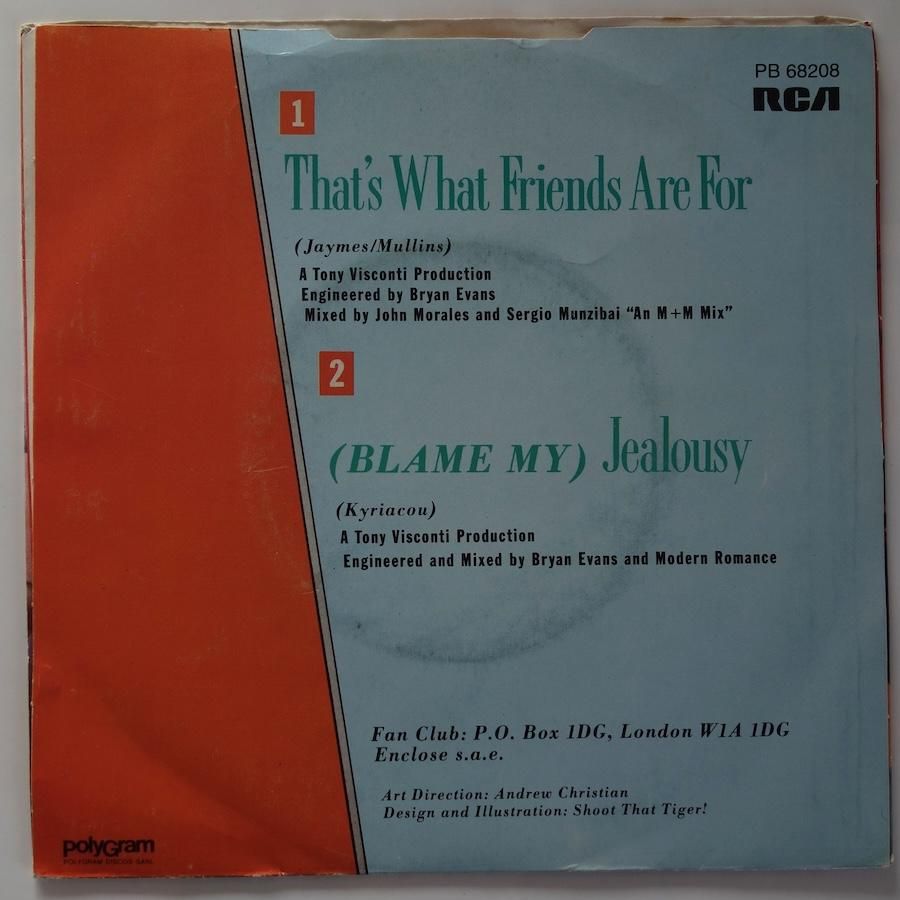 PB 68208
RCA
1
That's What Friends Are For
(Jaymes/Mullins)
A Tony Visconti Production
Engineered by Bryan Evans
Mixed by John Morales and Sergio Munzibai “An M+M Mix”
2
(BLAME MY) Jealousy
(Kyriacou)
A Tony Visconti Production
Engineered and Mixed by Bryan Evans and Modern Romance
Fan Club: P.O. Box 1DG, London W1A 1DG
Enclose s.a.e.
Art Direction: Andrew Christian
Design and Illustration: Shoot That Tiger!
polyGram
POLYGRAM DISCOS SARL